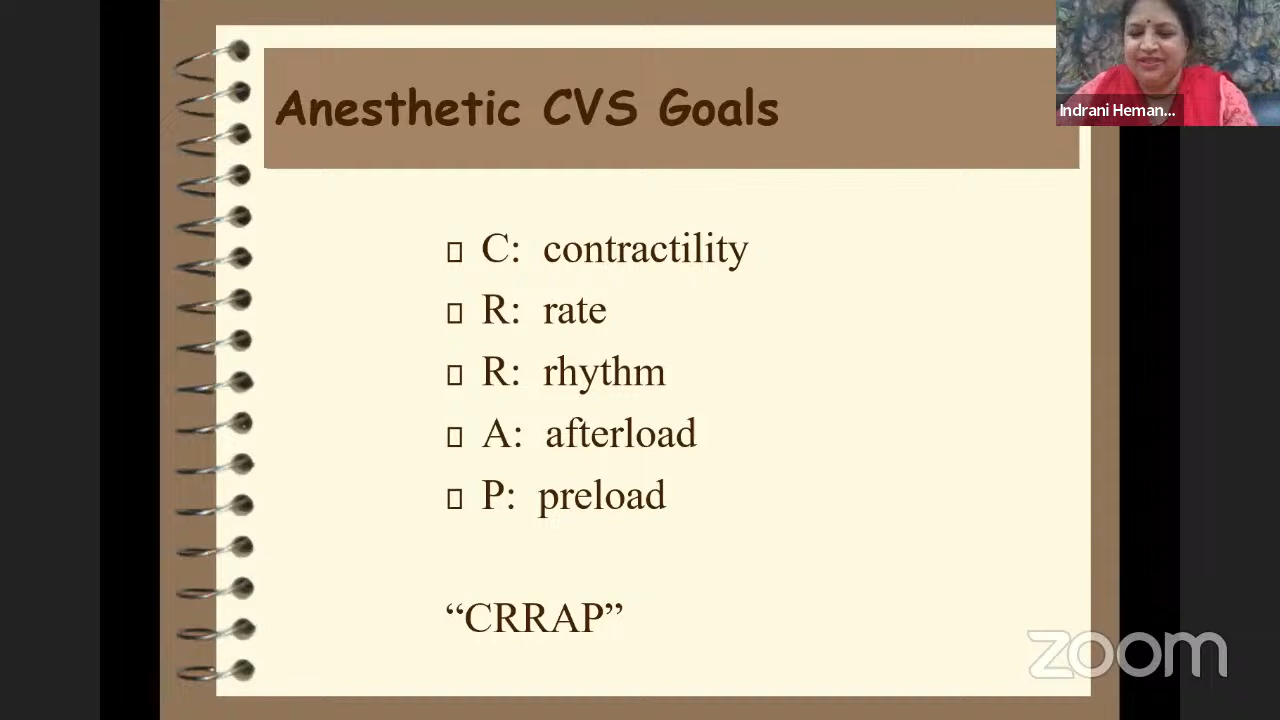 Anesthetic CVS Goals
Indrani Heman...
C: contractility
R: rate
R: rhythm
A: afterload
P: preload
“CRRAP”
zoom